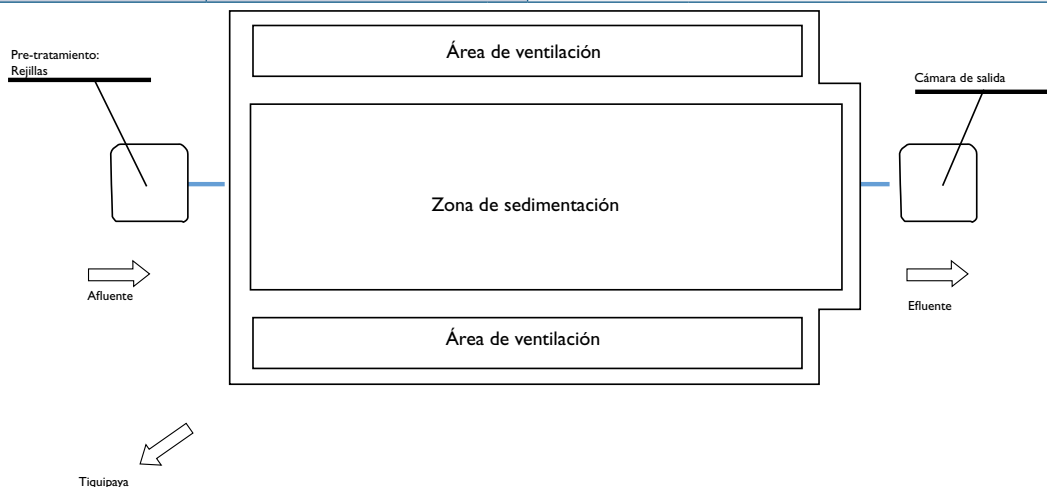 Área de ventilación
Pre-tratamiento:
Rejillas
Cámara de salida
Zona de sedimentación
Afluente
Efluente
Área de ventilación
Tiquipaya